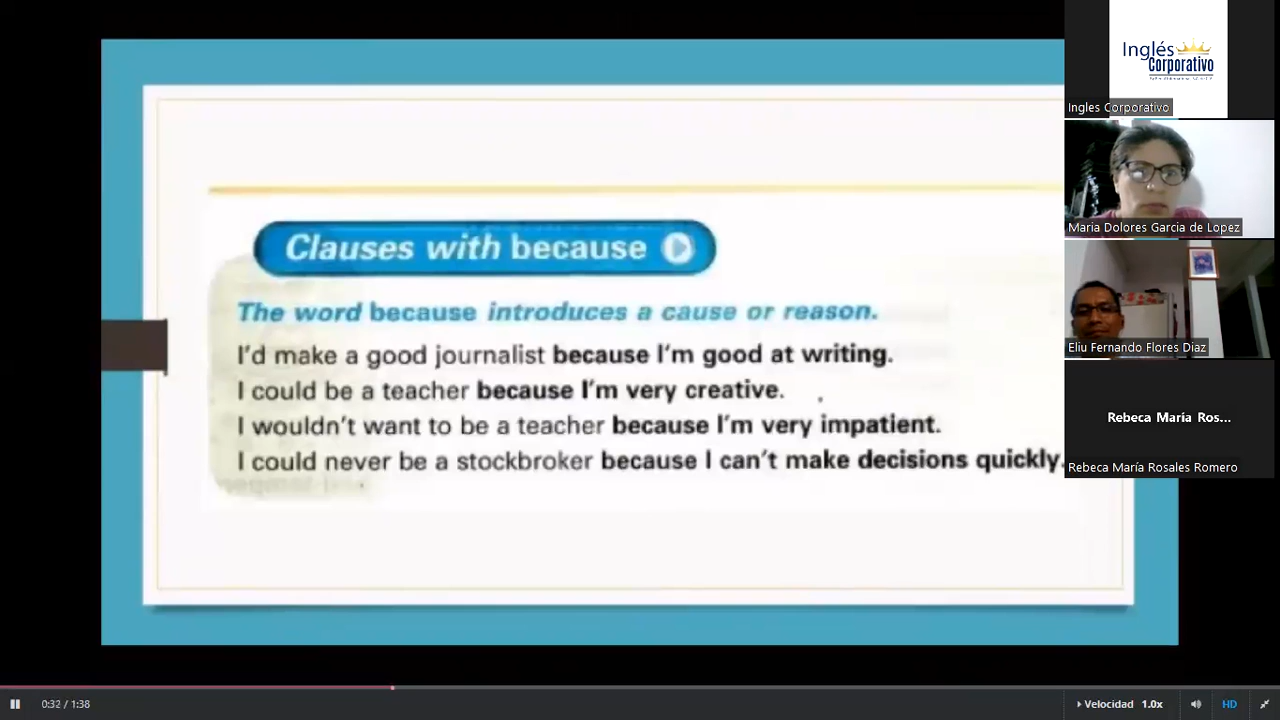 Clauses with because
The word because introduces a cause or reason.
I'd make a good journalist because I'm good at writing.
I could be a teacher because I'm very creative.
I wouldn't want to be a teacher because I'm very impatient.
I could never be a stockbroker because I can't make decisions quickly.
Inglés
Corporativo
Ingles Corporativo
Maria Dolores Garcia de Lopez
Eliu Fernando Flores Diaz
Rebeca María Ros...
Rebeca María Rosales Romero
0:32 / 1:38
Velocidad 1.0x
HD